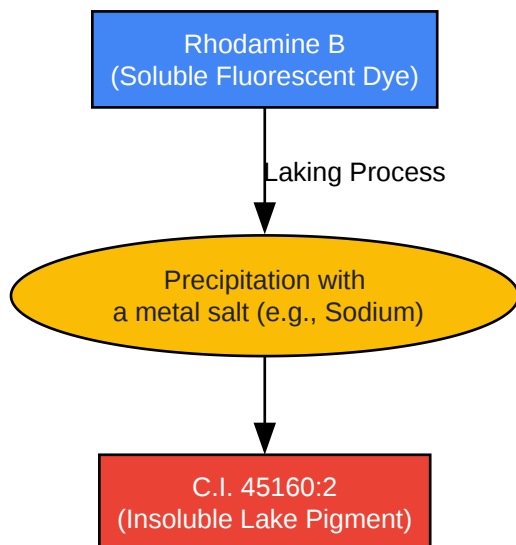 Rhodamine B
(Soluble Fluorescent Dye)
Laking Process
Precipitation with
a metal salt (e.g., Sodium)
C.I. 45160:2
(Insoluble Lake Pigment)